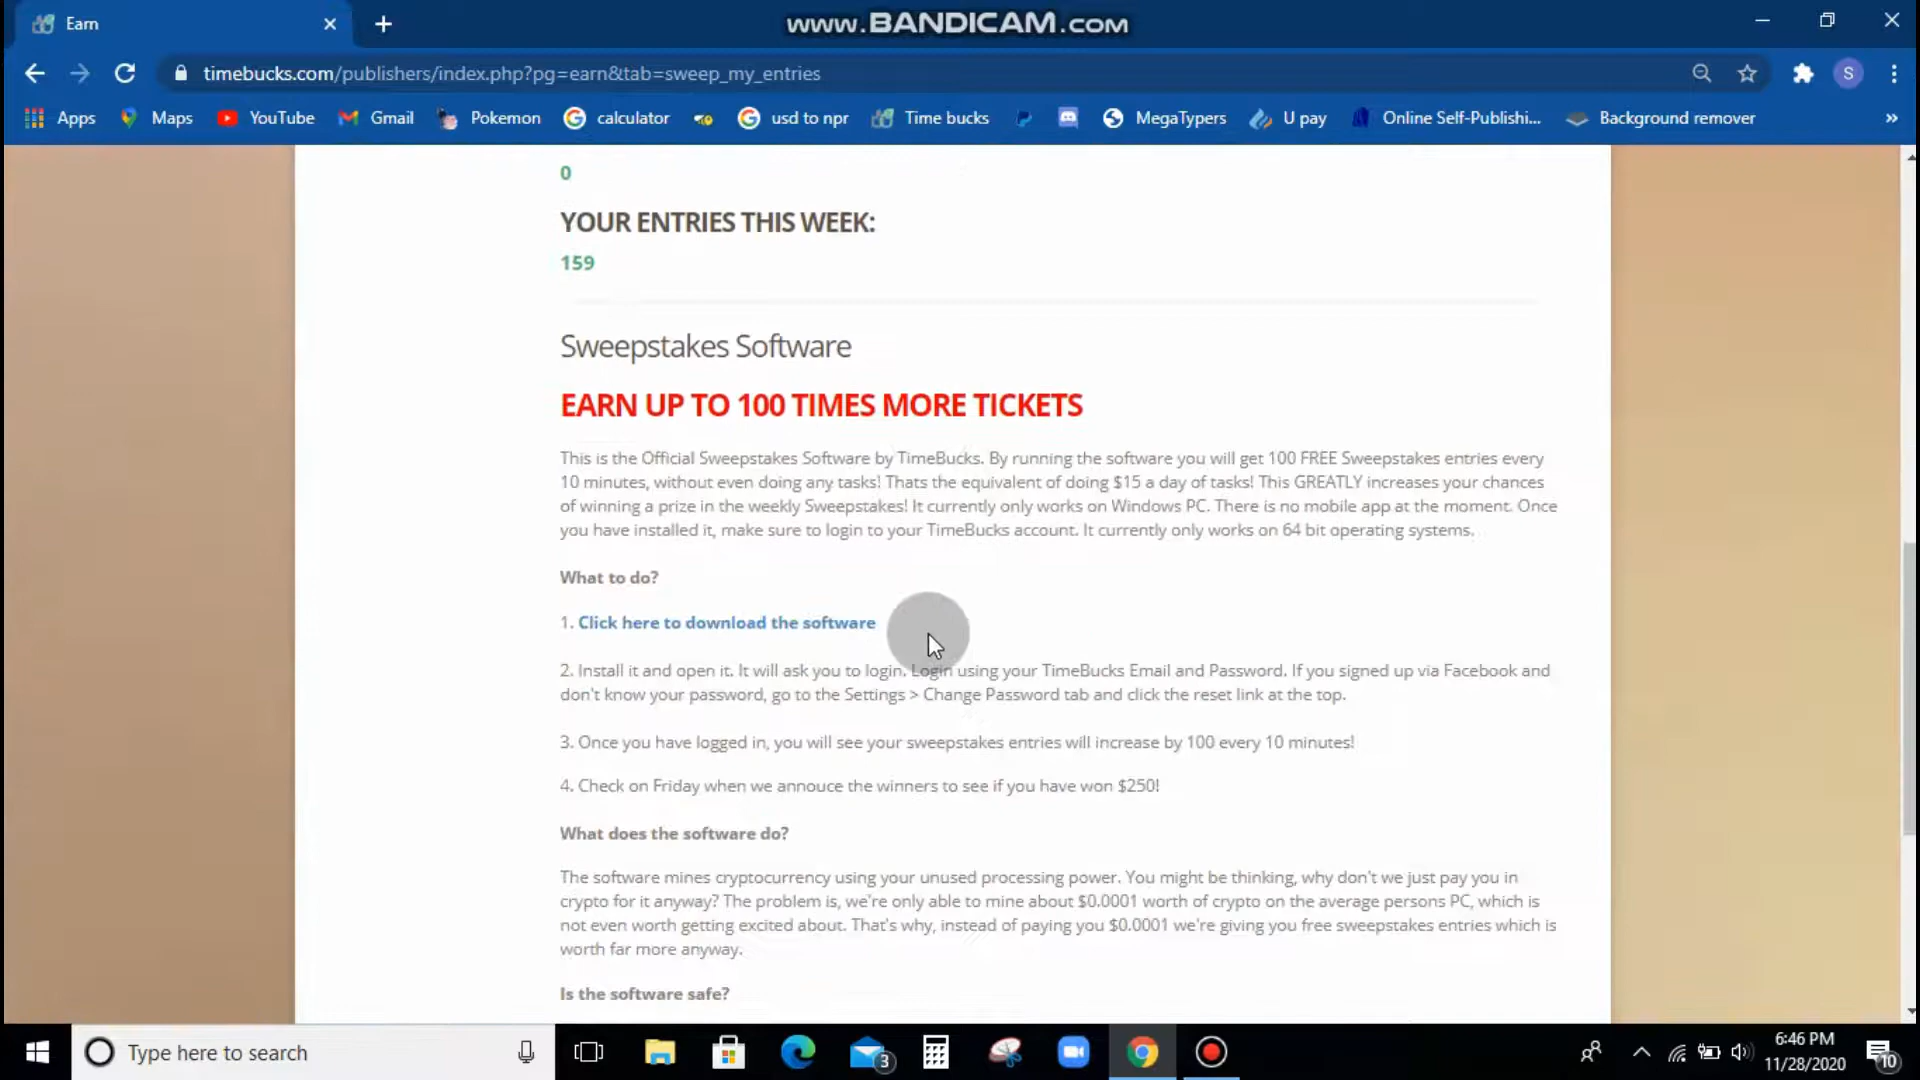 Earn
www.BANDICAM.com
timebucks.com/publishers/index.php?pg=earn&tab=sweep_my_entries
S
Apps
Maps
YouTube
Gmail
Pokemon
calculator
usd to npr
Time bucks
MegaTypers
U pay
Online Self-Publishi...
Background remover
»
0
YOUR ENTRIES THIS WEEK:
159
Sweepstakes Software
EARN UP TO 100 TIMES MORE TICKETS
This is the Official Sweepstakes Software by TimeBucks. By running the software you will get 100 FREE Sweepstakes entries every
10 minutes, without even doing any tasks! Thats the equivalent of doing $15 a day of tasks! This GREATLY increases your chances
of winning a prize in the weekly Sweepstakes! It currently only works on Windows PC. There is no mobile app at the moment. Once
you have installed it, make sure to login to your TimeBucks account. It currently only works on 64 bit operating systems.
What to do?
1. Click here to download the software
2. Install it and open it. It will ask you to login. Login using your TimeBucks Email and Password. If you signed up via Facebook and
don't know your password, go to the Settings > Change Password tab and click the reset link at the top.
3. Once you have logged in, you will see your sweepstakes entries will increase by 100 every 10 minutes!
4. Check on Friday when we annouce the winners to see if you have won $250!
What does the software do?
The software mines cryptocurrency using your unused processing power. You might be thinking, why don't we just pay you in
crypto for it anyway? The problem is, we're only able to mine about $0.0001 worth of crypto on the average persons PC, which is
not even worth getting excited about. That's why, instead of paying you $0.0001 we're giving you free sweepstakes entries which is
worth far more anyway.
Is the software safe?
Type here to search
3
6:46 PM
11/28/2020
10